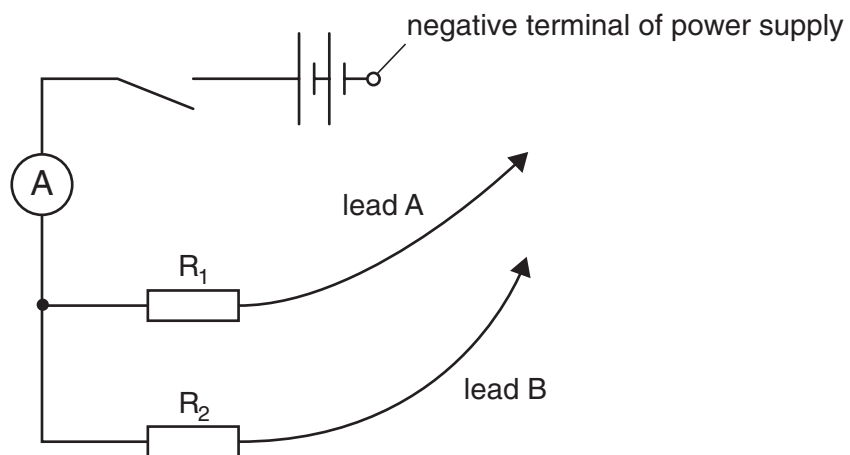 negative terminal of power supply
A
lead A
R1
lead B
R2